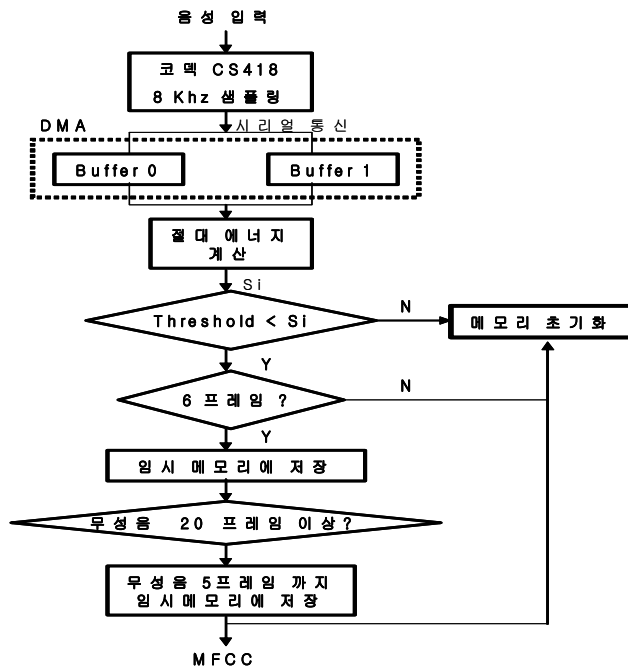 음성 입력
코덱 CS418
8 Khz 샘플링
DMA
시리얼 통신
Buffer 0
Buffer 1
절대 에너지
계산
Si
Threshold < Si
N
메모리 초기화
Y
6 프레임 ?
N
Y
임시 메모리에 저장
무성음 20 프레임 이상?
무성음 5프레임 까지
임시메모리에 저장
MFCC